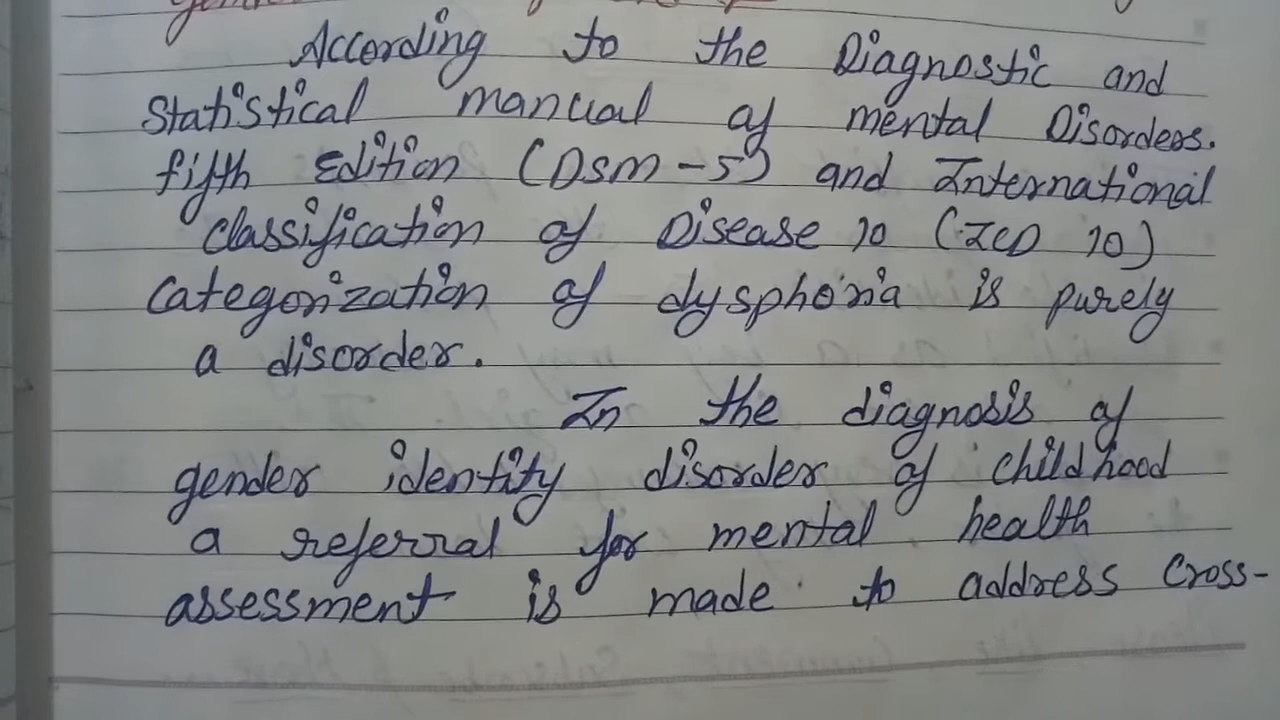 According to the Diagnostic and
Statistical manual of mental Disorders.
fifth Edition (DSM-5) and International
classification of Disease 10 (ICD 10)
Categorization of dysphoria is purely
a disorder.
In the diagnosis of
gender identity disorder of childhood
a referral for mental health
assessment is made to address Cross-